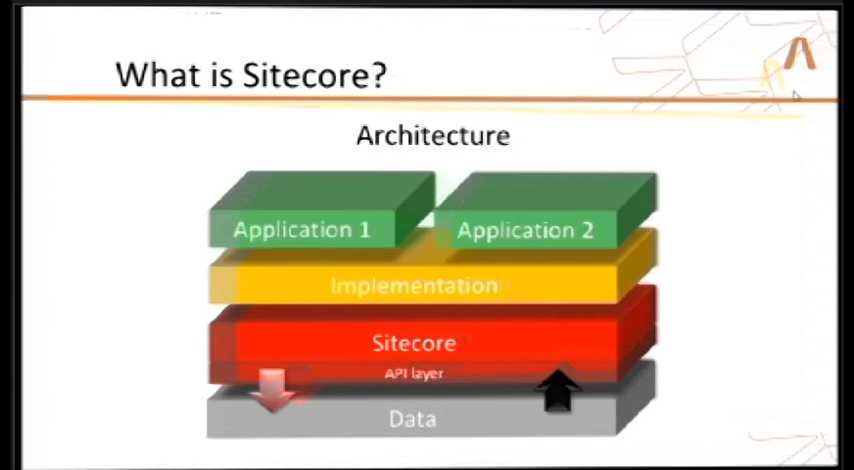 What is Sitecore?
Architecture
Application 1
Application 2
Implementation
Sitecore
API layer
Data